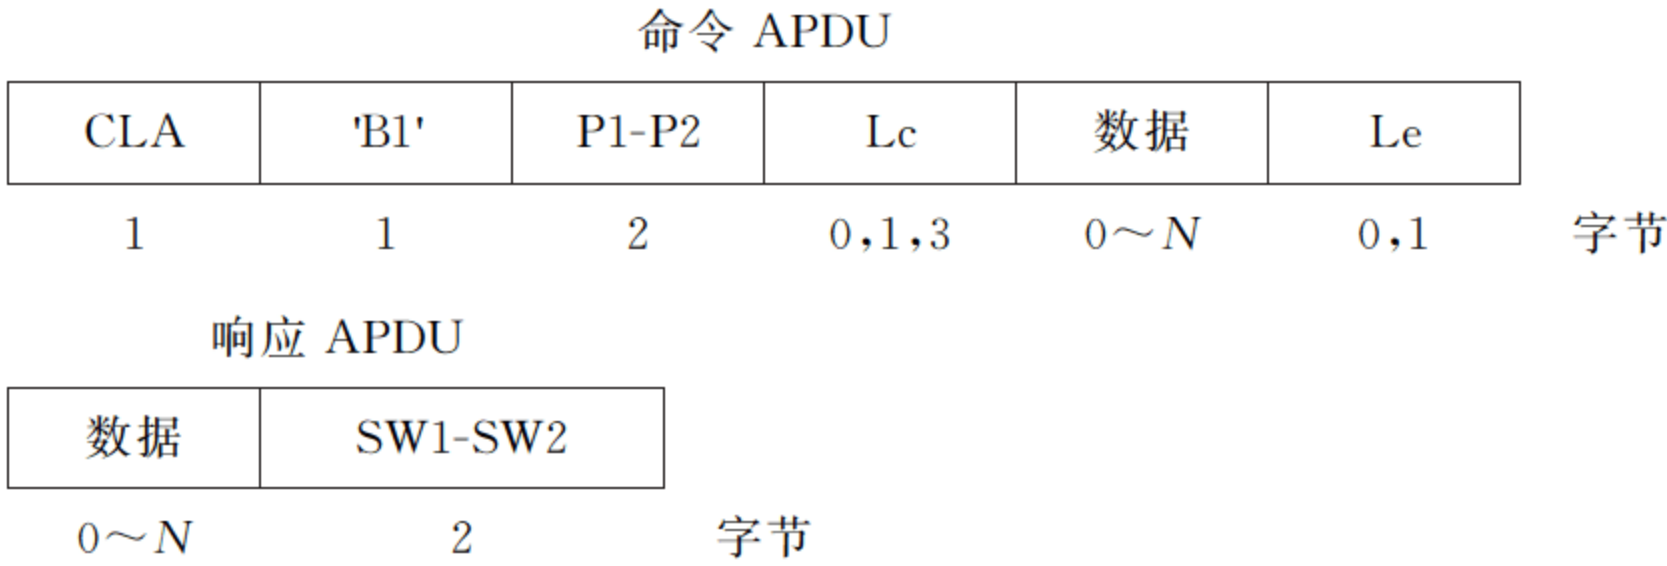 命令 APDU
CLA 'B1' P1-P2 Lc 数据 Le
1 1 2 0,1,3 0～N 0,1 字节
响应 APDU
数据 SW1-SW2
0～N 2 字节